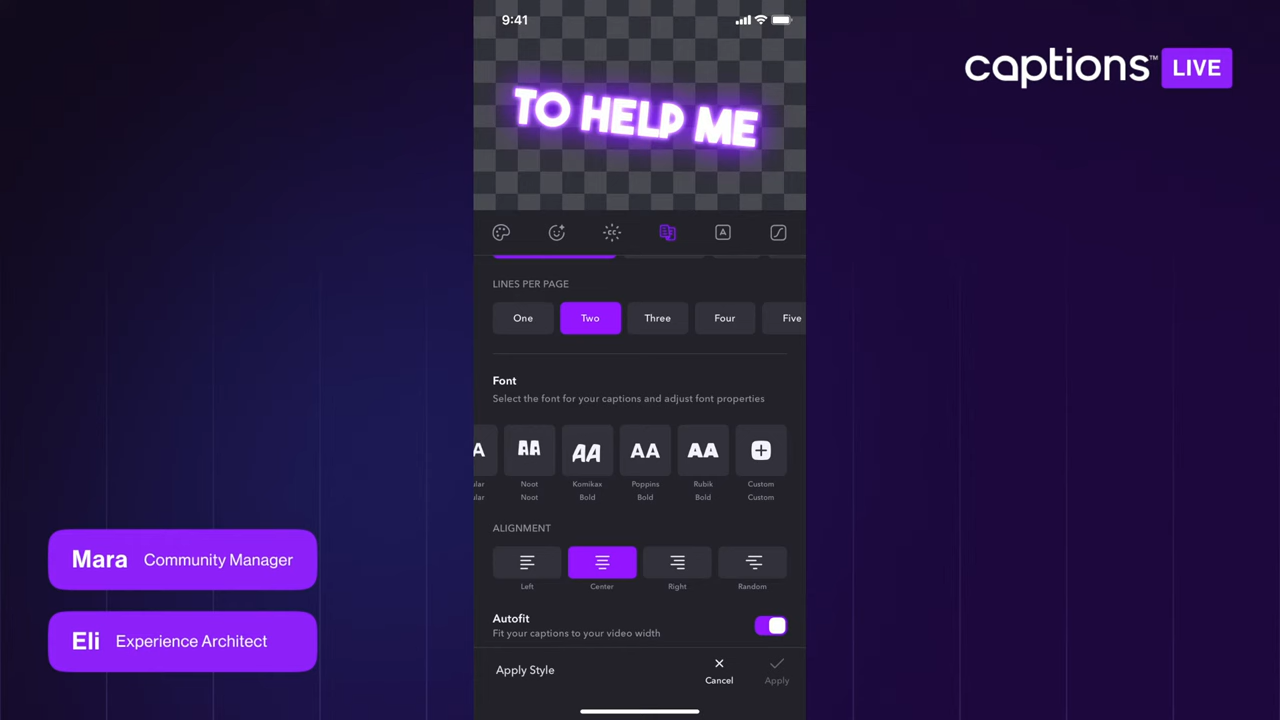 9:41
captions™ LIVE
TO HELP ME
CC
A
LINES PER PAGE
One Two Three Four Five
Font
Select the font for your captions and adjust font properties
A AA AA AA AA
lar Noot Komikax Poppins Rubik Custom
lar Noot Bold Bold Bold Custom
ALIGNMENT
Left Center Right Random
Autofit
Fit your captions to your video width
Apply Style Cancel Apply
Mara Community Manager
Eli Experience Architect